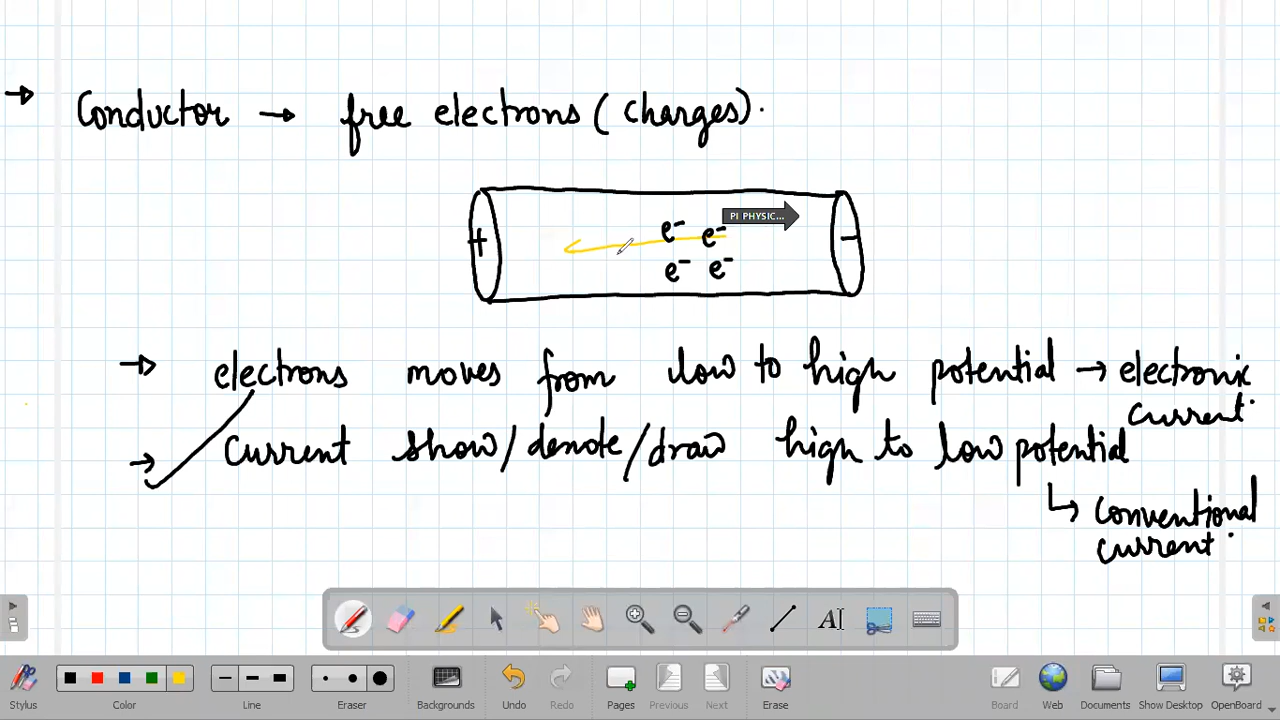 → Conductor → free electrons (charges).
PI PHYSIC...
+ e⁻ e⁻ −
e⁻ e⁻
→ electrons moves from low to high potential → electronic
current.
→ Current show/denote/draw high to low potential
↳ conventional
current.
AI
Stylus Color Line Eraser Backgrounds Undo Redo Pages Previous Next Erase Board Web Documents Show Desktop OpenBoard